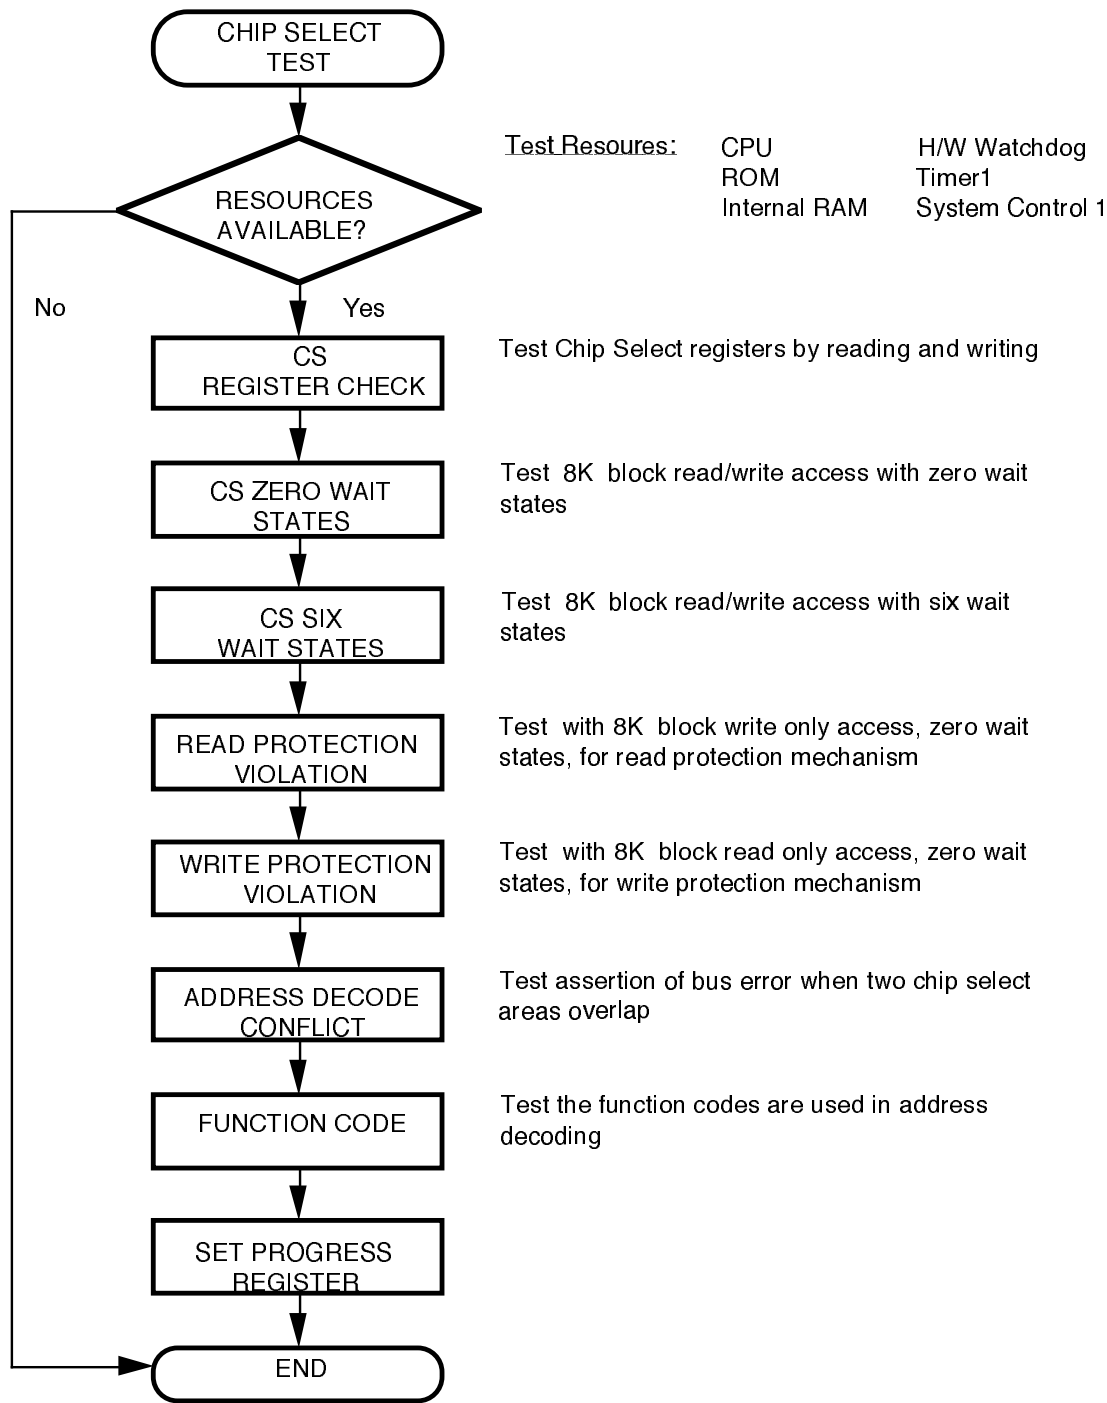 CHIP SELECT
TEST
Test Resoures:
CPU
H/W Watchdog
ROM
Timer1
Internal RAM
System Control 1
RESOURCES
AVAILABLE?
No
Yes
CS
REGISTER CHECK
Test Chip Select registers by reading and writing
CS ZERO WAIT
STATES
Test 8K block read/write access with zero wait
states
CS SIX
WAIT STATES
Test 8K block read/write access with six wait
states
READ PROTECTION
VIOLATION
Test with 8K block write only access, zero wait
states, for read protection mechanism
WRITE PROTECTION
VIOLATION
Test with 8K block read only access, zero wait
states, for write protection mechanism
ADDRESS DECODE
CONFLICT
Test assertion of bus error when two chip select
areas overlap
FUNCTION CODE
Test the function codes are used in address
decoding
SET PROGRESS
REGISTER
END